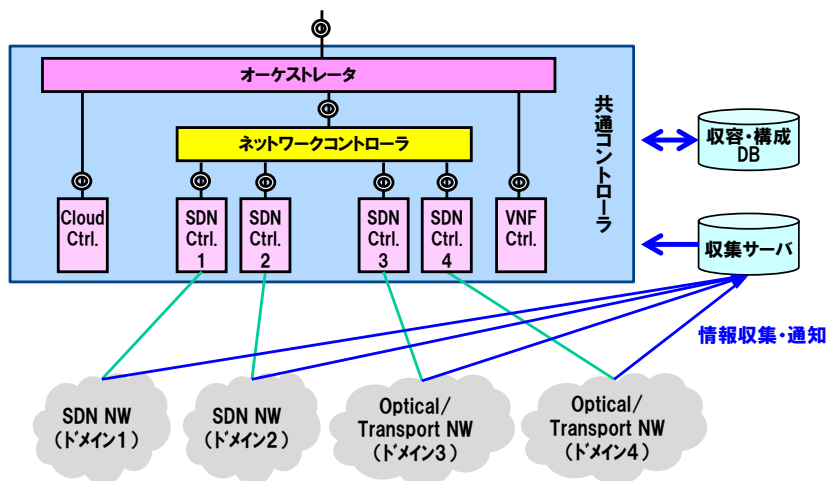 オーケストレータ
ネットワークコントローラ
共通コントローラ
Cloud
Ctrl.
SDN
Ctrl.
1
SDN
Ctrl.
2
SDN
Ctrl.
3
SDN
Ctrl.
4
VNF
Ctrl.
収容・構成
DB
収集サーバ
情報収集・通知
SDN NW
（ドメイン1）
SDN NW
（ドメイン2）
Optical/
Transport NW
（ドメイン3）
Optical/
Transport NW
（ドメイン4）